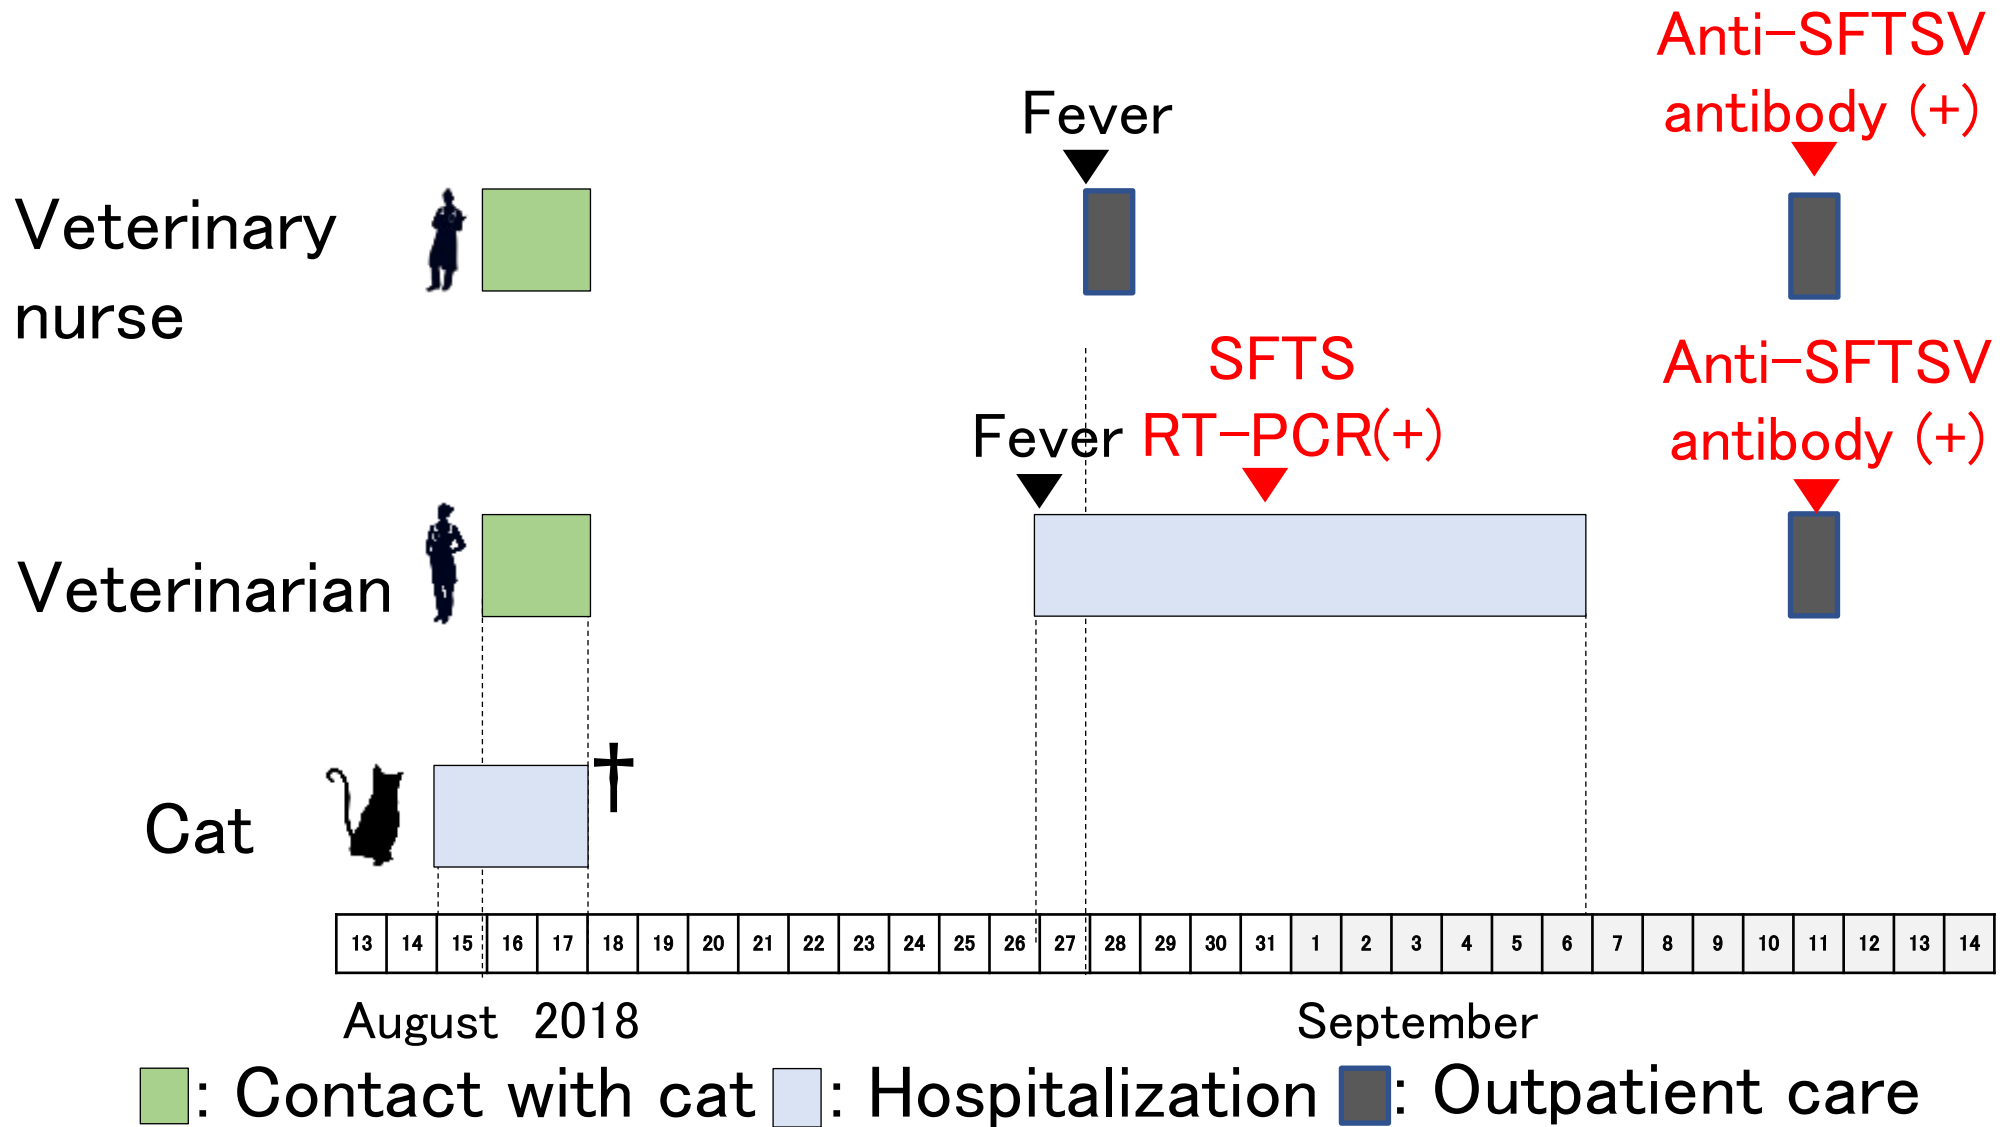 Anti-SFTSV
antibody (+)
Fever
Veterinary
nurse
SFTS
RT-PCR(+)
Anti-SFTSV
antibody (+)
Fever
Veterinarian
†
Cat
13 14 15 16 17 18 19 20 21 22 23 24 25 26 27 28 29 30 31 1 2 3 4 5 6 7 8 9 10 11 12 13 14
August 2018 September
: Contact with cat : Hospitalization : Outpatient care